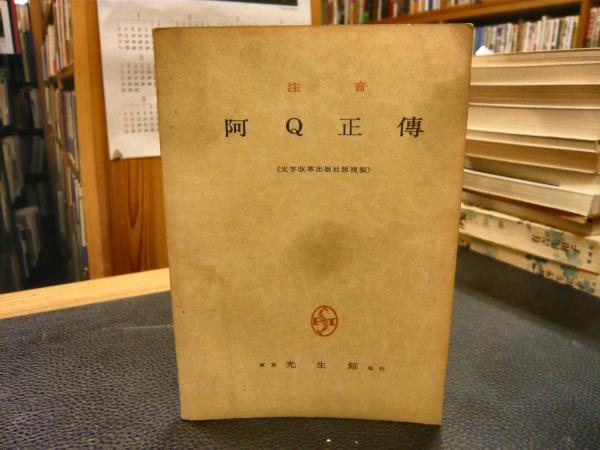 注音
阿Q正傳
(文字改革出版社版複製)
東京 光生館 発行